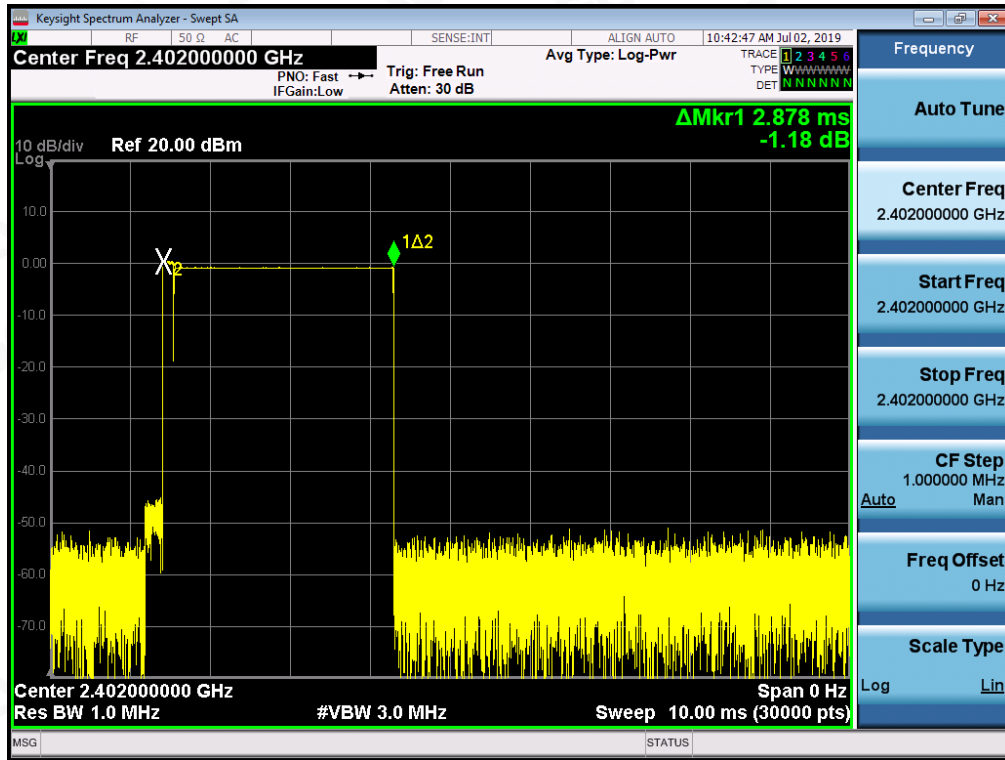 Keysight Spectrum Analyzer - Swept SA
LXI RF 50 Ω AC SENSE:INT ALIGN AUTO 10:42:47 AM Jul 02, 2019
Center Freq 2.402000000 GHz
PNO: Fast
IFGain:Low
Trig: Free Run
Atten: 30 dB
Avg Type: Log-Pwr
TRACE 1 2 3 4 5 6
TYPE WWWWWW
DET N N N N N N
ΔMkr1 2.878 ms
-1.18 dB
10 dB/div Ref 20.00 dBm
Log
10.0
0.00
-10.0
-20.0
-30.0
-40.0
-50.0
-60.0
-70.0
X2
1Δ2
Center 2.402000000 GHz Span 0 Hz
Res BW 1.0 MHz #VBW 3.0 MHz Sweep 10.00 ms (30000 pts)
MSG STATUS
Frequency
Auto Tune
Center Freq
2.402000000 GHz
Start Freq
2.402000000 GHz
Stop Freq
2.402000000 GHz
CF Step
1.000000 MHz
Auto Man
Freq Offset
0 Hz
Scale Type
Log Lin